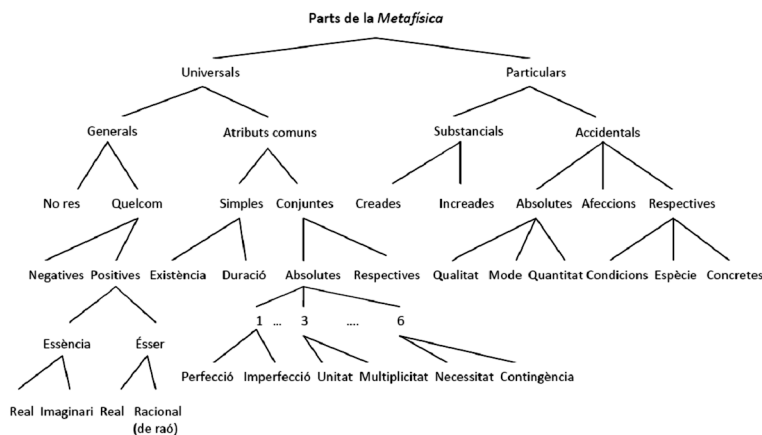 Parts de la Metafísica
Universals Particulars
Generals Atributs comuns Substancials Accidentals
No res Quelcom Simples Conjuntes Creades Increades Absolutes Afeccions Respectives
Negatives Positives Existència Duració Absolutes Respectives Qualitat Mode Quantitat Condicions Espècie Concretes
1 ... 3 .... 6
Essència Ésser
Perfecció Imperfecció Unitat Multiplicitat Necessitat Contingència
Real Imaginari Real Racional
(de raó)